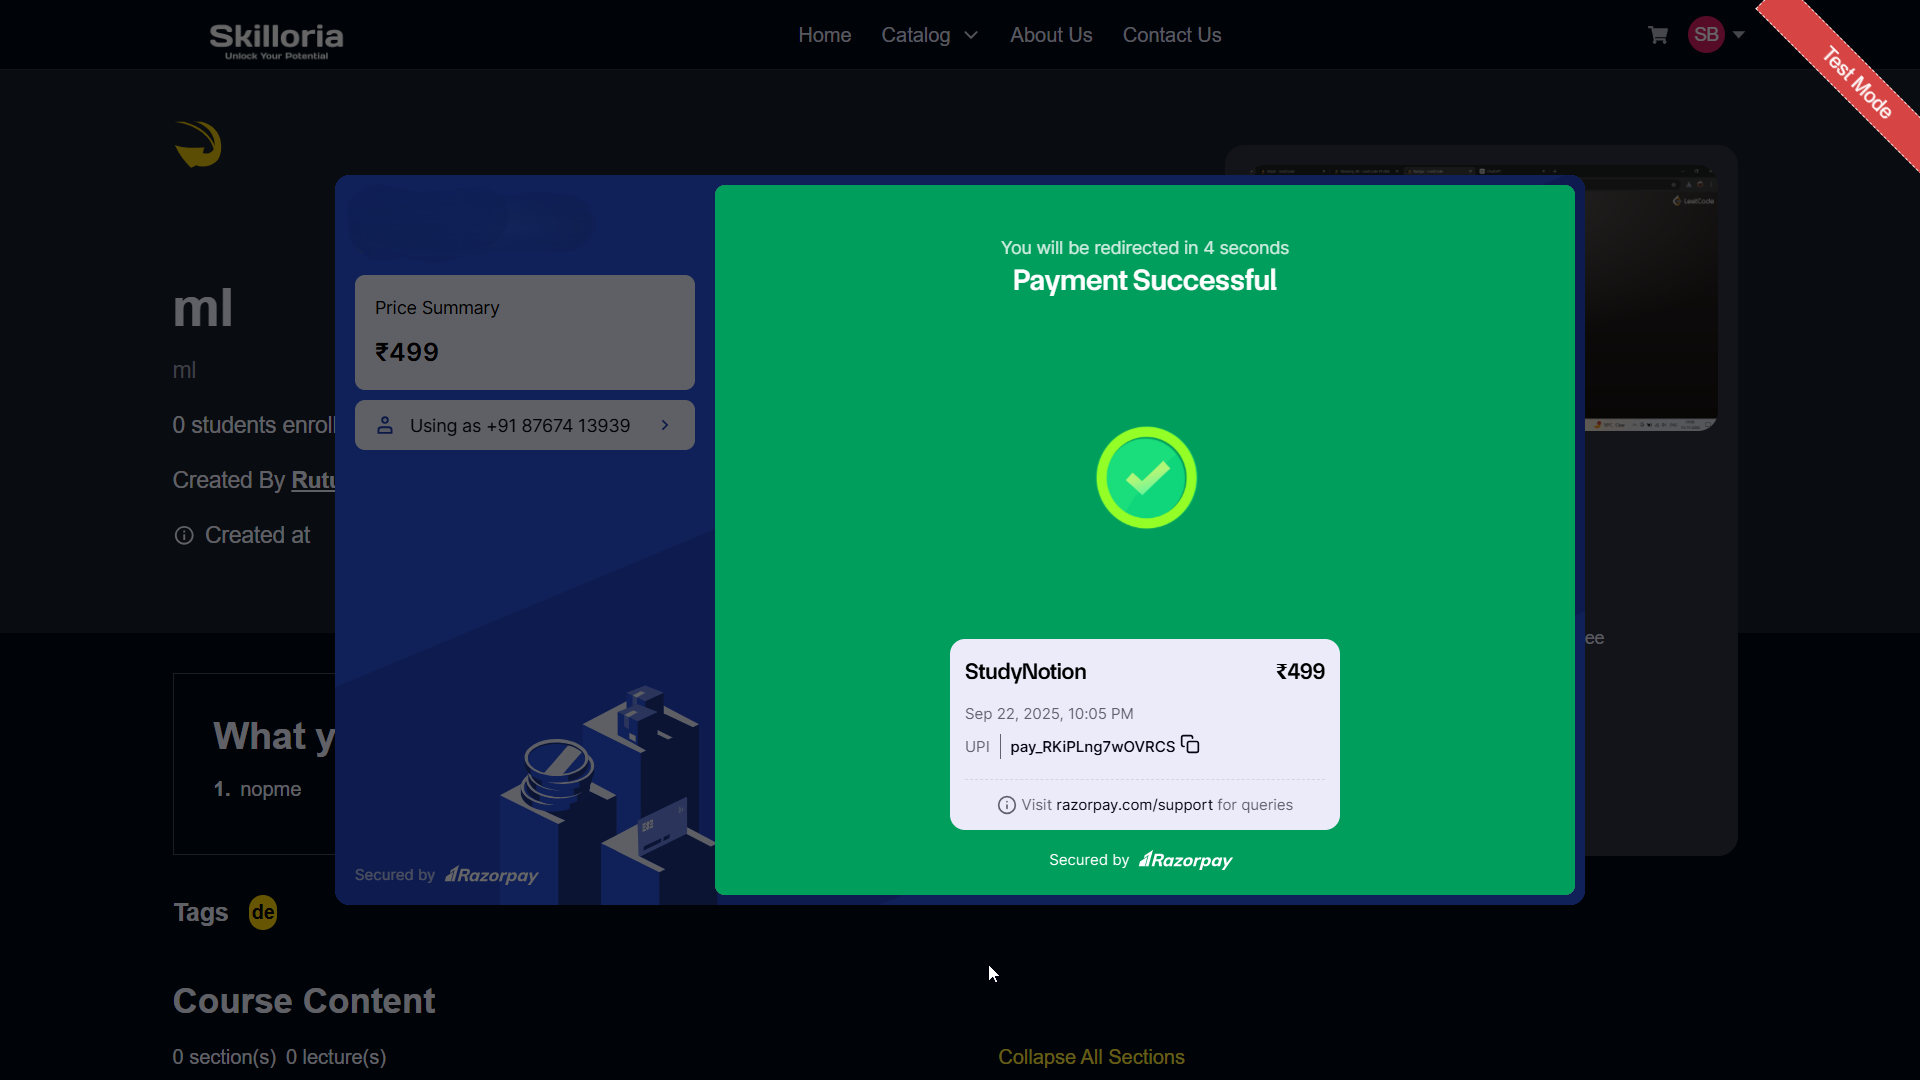 Skilloria
Unlock Your Potential
Home Catalog About Us Contact Us
SB
Test Mode
LeetCode
ml
ml
0 students enroll
Created By Rutu
Created at
Price Summary
₹499
Using as +91 87674 13939
Secured by Razorpay
You will be redirected in 4 seconds
Payment Successful
StudyNotion ₹499
Sep 22, 2025, 10:05 PM
UPI pay_RKiPLng7wOVRCS
Visit razorpay.com/support for queries
Secured by Razorpay
ee
What y
1. nopme
Tags de
Course Content
0 section(s) 0 lecture(s)
Collapse All Sections